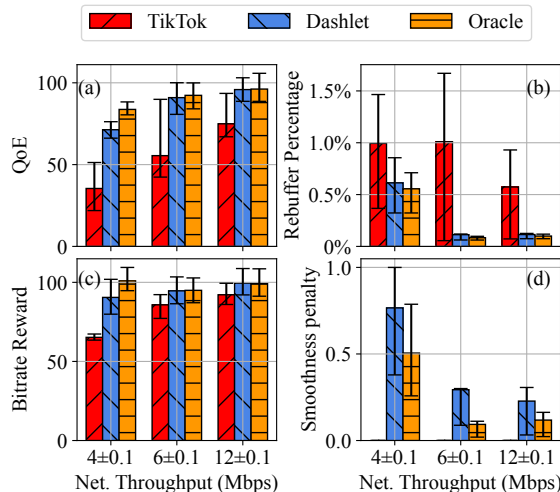 TikTok Dashlet Oracle
(a)
QoE
100
50
0
(b)
Rebuffer Percentage
1.5%
1.0%
0.5%
0%
(c)
Bitrate Reward
100
50
0
4±0.1 6±0.1 12±0.1
Net. Throughput (Mbps)
(d)
Smoothness penalty
1.0
0.5
0.0
4±0.1 6±0.1 12±0.1
Net. Throughput (Mbps)